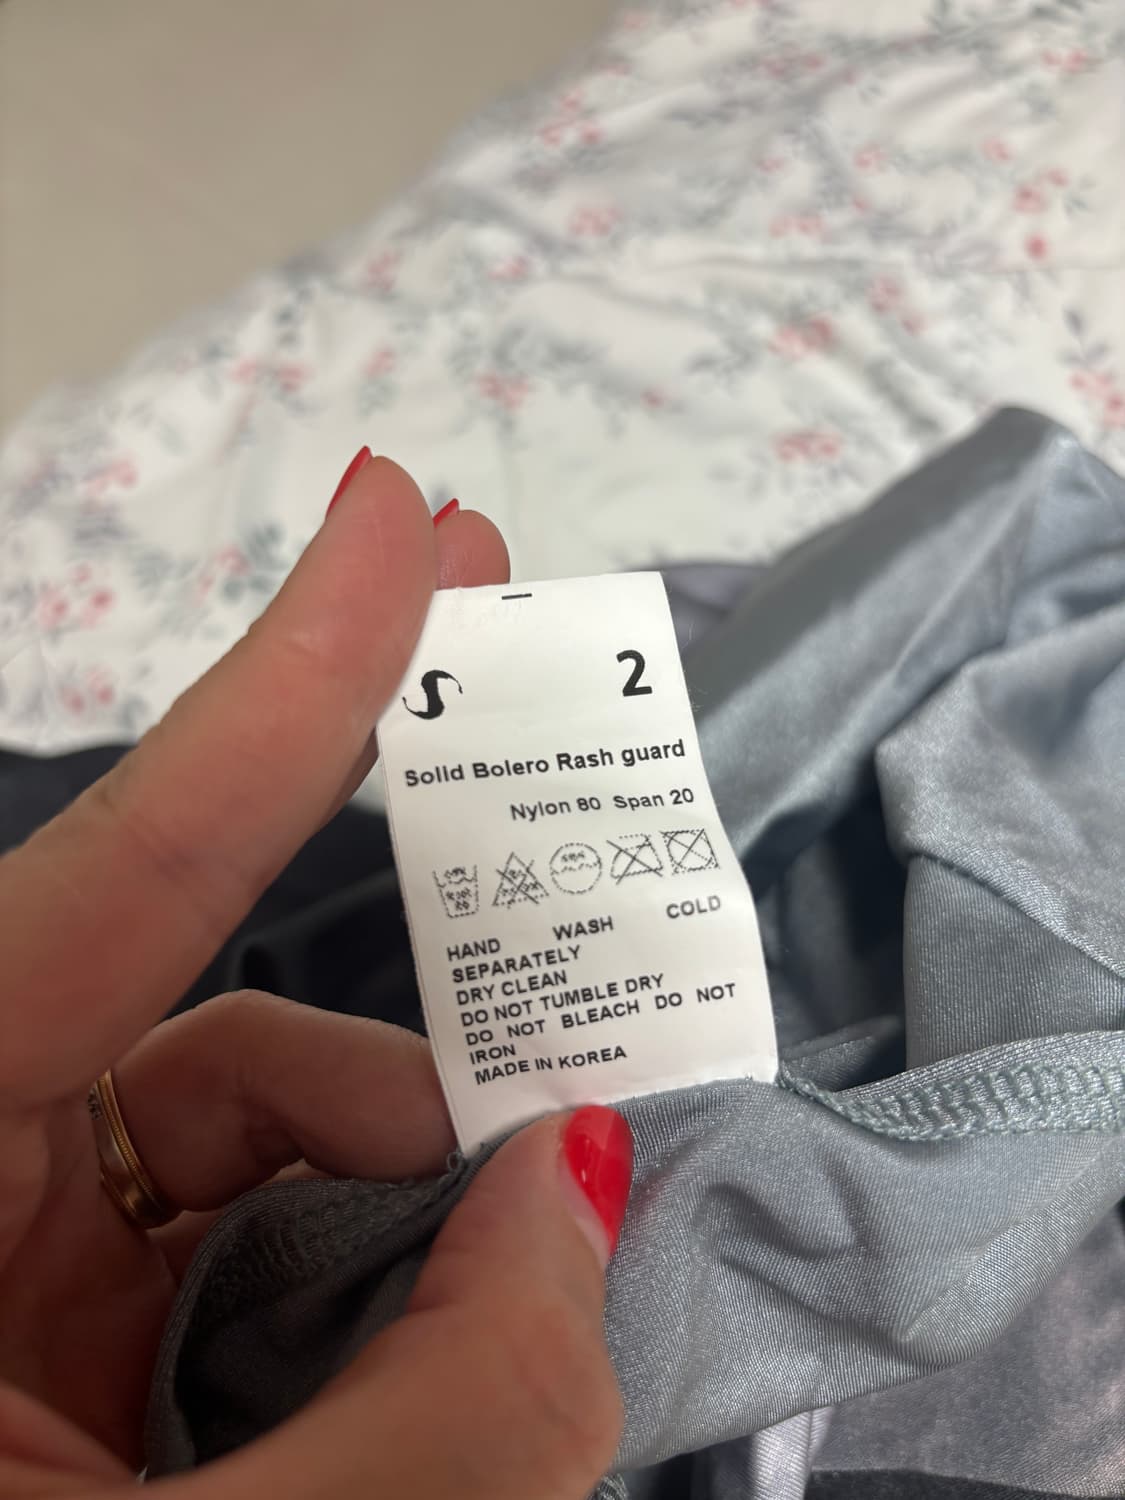 S 2
Solid Bolero Rash guard
Nylon 80 Span 20
HAND WASH COLD
SEPARATELY
DRY CLEAN
DO NOT TUMBLE DRY
DO NOT BLEACH DO NOT
IRON
MADE IN KOREA